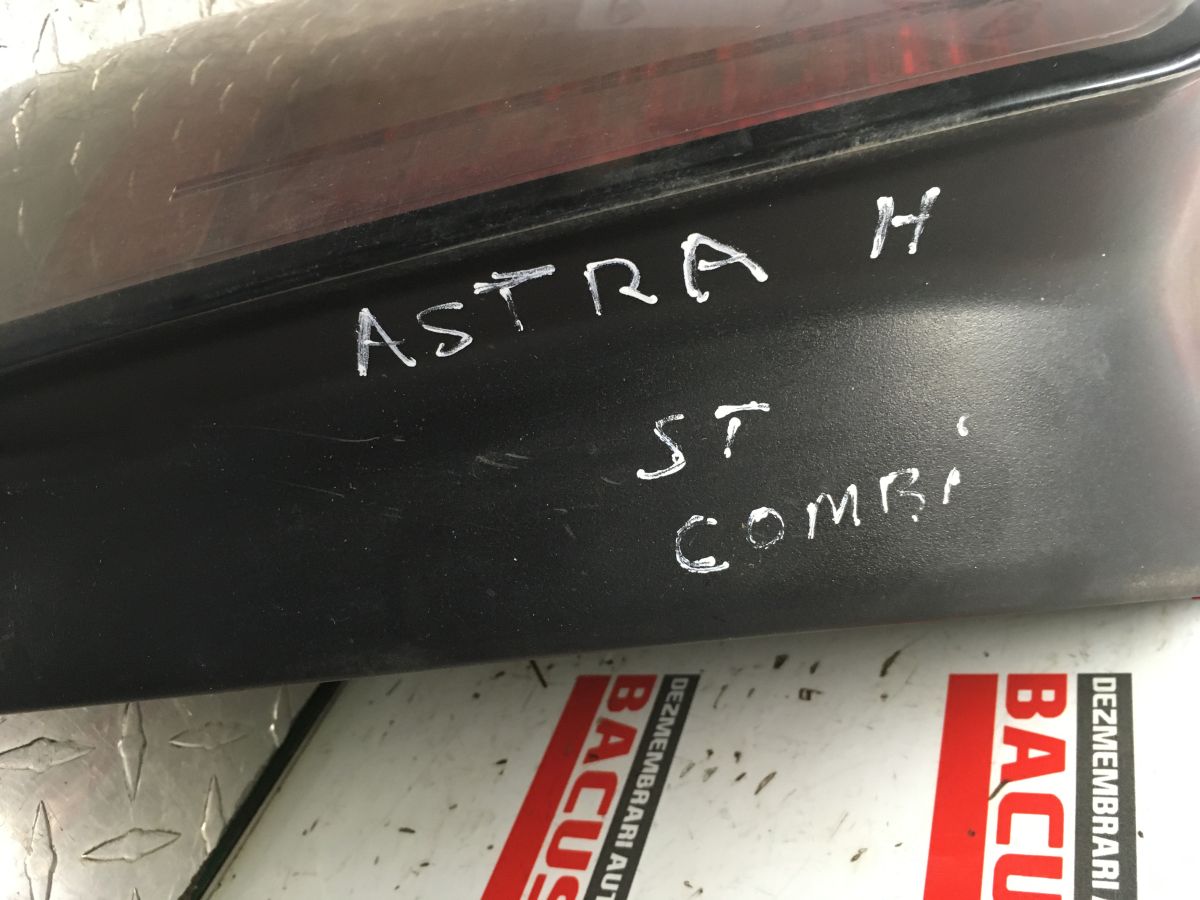 ASTRA H
ST
COMBi
DEZMEMBRARI AUT
BACUS
DEZMEMBRARI A
BACU